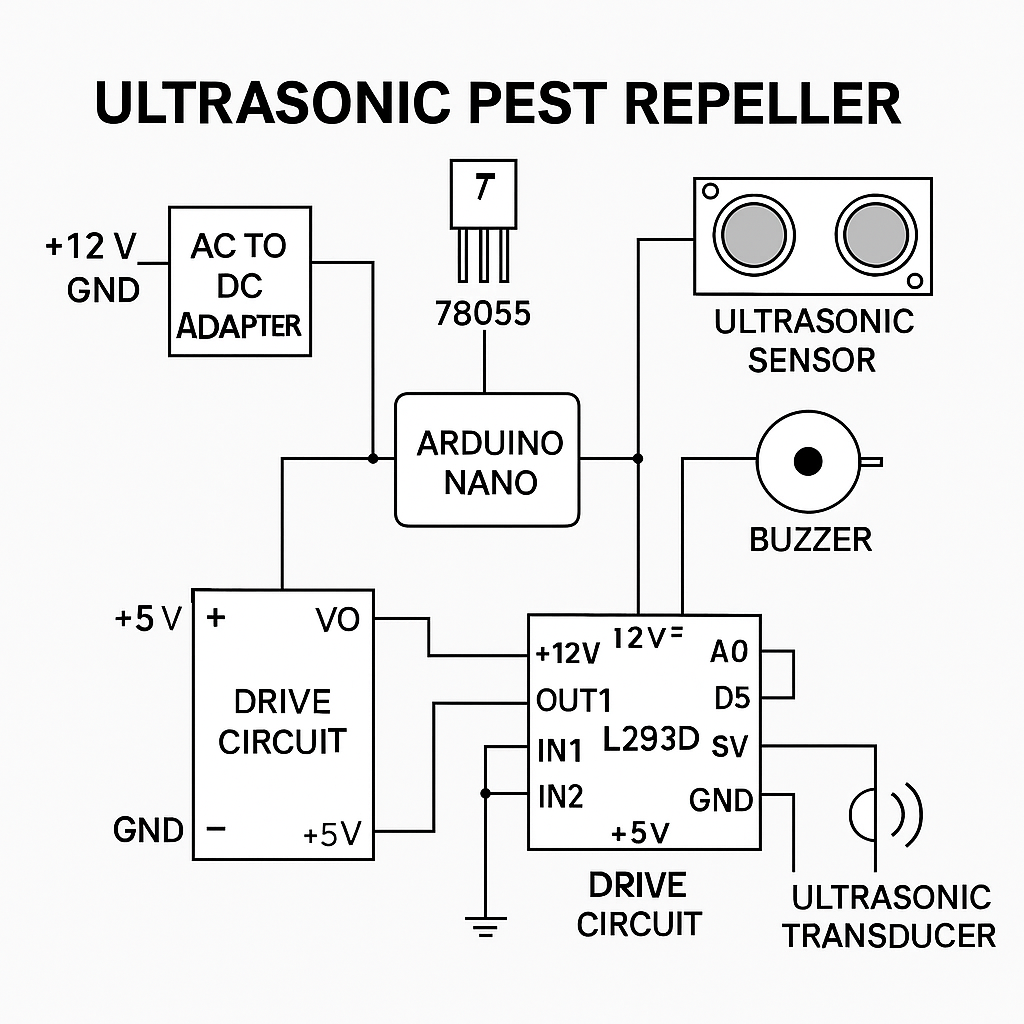 ULTRASONIC PEST REPELLER
+12 V
GND
AC TO
DC
ADAPTER
T
78055
ULTRASONIC
SENSOR
ARDUINO
NANO
BUZZER
+5 V
+
VO
DRIVE
CIRCUIT
GND
−
+5V
+12V
12V=
A0
OUT1
D5
L293D
IN1
SV
IN2
GND
+5V
DRIVE
CIRCUIT
ULTRASONIC
TRANSDUCER